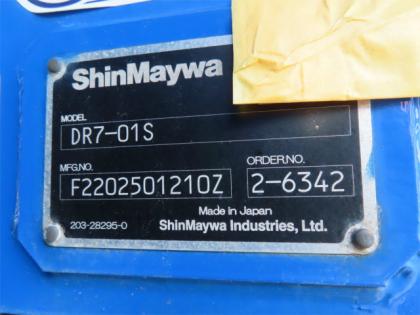 ShinMaywa
MODEL
DR7-01S
MFG.NO. ORDER.NO.
F2202501210Z 2-6342
Made in Japan
203-28295-0 ShinMaywa Industries, Ltd.